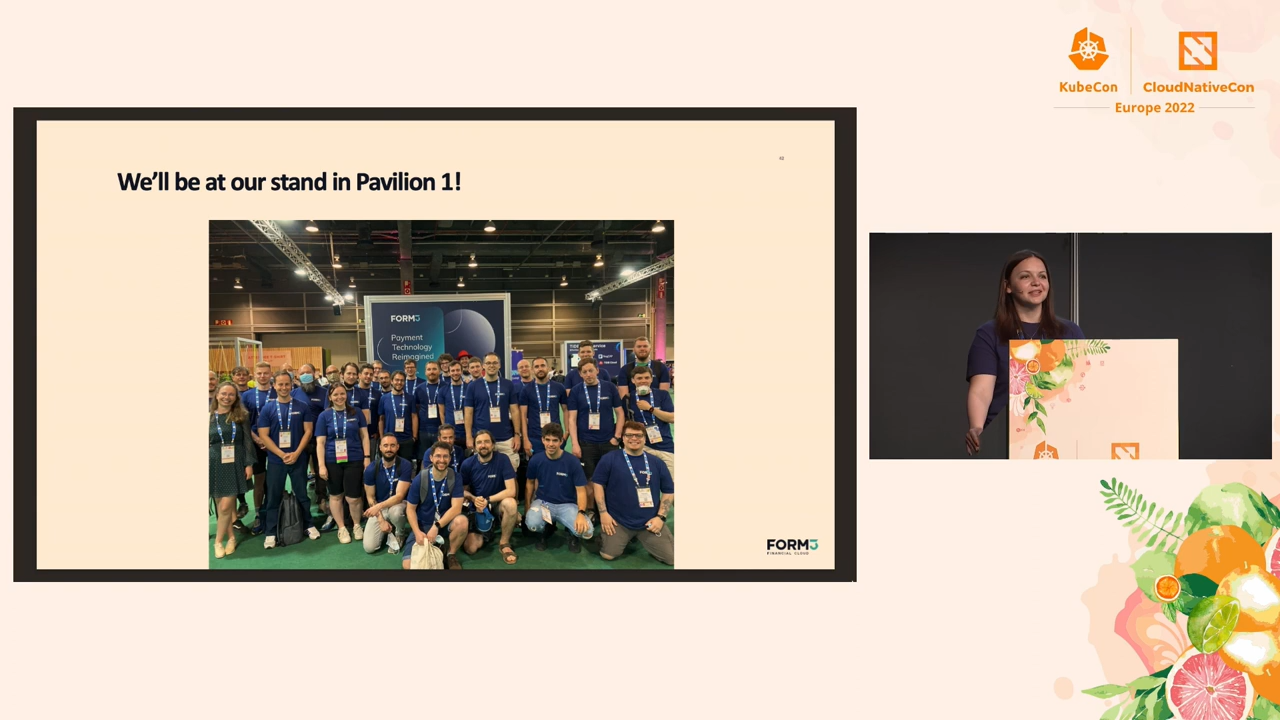 KubeCon
CloudNativeCon
Europe 2022
42
We'll be at our stand in Pavilion 1!
FORM3
Payment
Technology
Reimagined
FORM3
FINANCIAL CLOUD